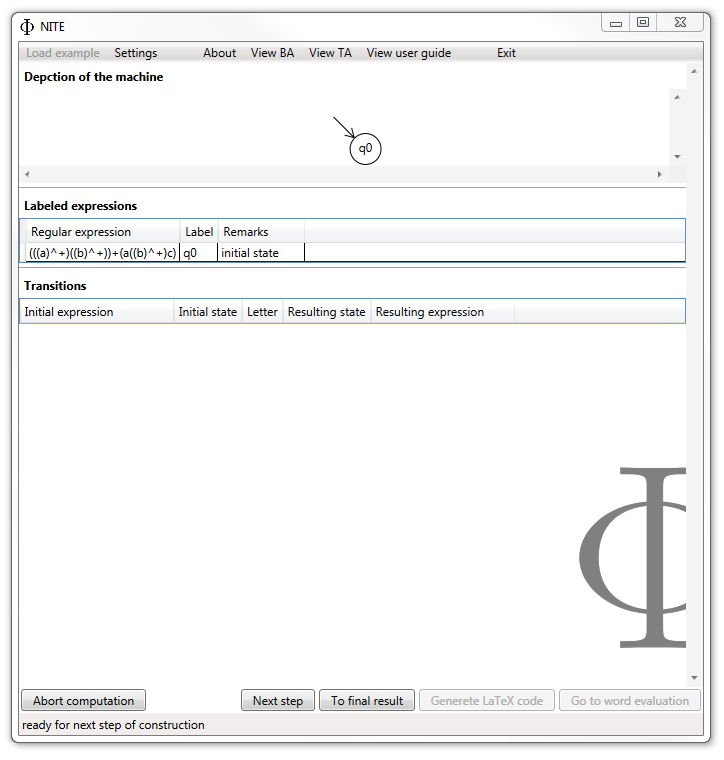 NITE
Load example Settings About View BA View TA View user guide Exit
Depction of the machine
q0
Labeled expressions
Regular expression Label Remarks
(((a)^+)((b)^+))+(a((b)^+)c) q0 initial state
Transitions
Initial expression Initial state Letter Resulting state Resulting expression
Φ
Abort computation Next step To final result Generete LaTeX code Go to word evaluation
ready for next step of construction